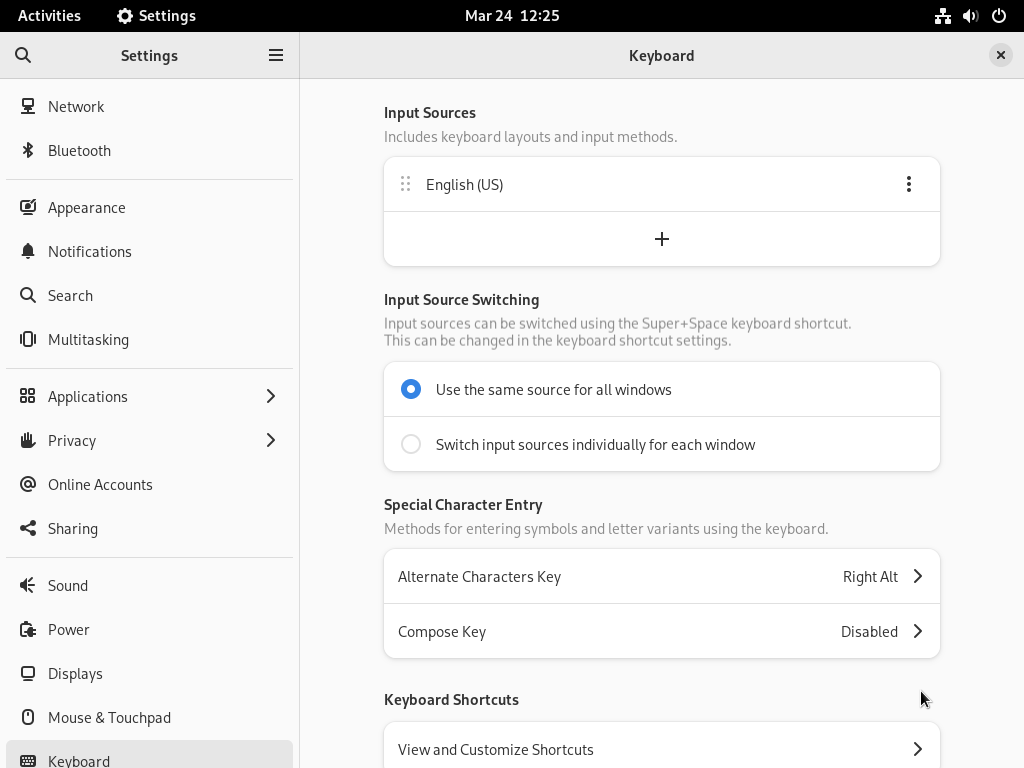 Activities
Settings
Mar 24 12:25
Settings
Keyboard
Network
Bluetooth
Appearance
Notifications
Search
Multitasking
Applications
Privacy
Online Accounts
Sharing
Sound
Power
Displays
Mouse & Touchpad
Keyboard
Input Sources
Includes keyboard layouts and input methods.
English (US)
Input Source Switching
Input sources can be switched using the Super+Space keyboard shortcut.
This can be changed in the keyboard shortcut settings.
Use the same source for all windows
Switch input sources individually for each window
Special Character Entry
Methods for entering symbols and letter variants using the keyboard.
Alternate Characters Key Right Alt
Compose Key Disabled
Keyboard Shortcuts
View and Customize Shortcuts